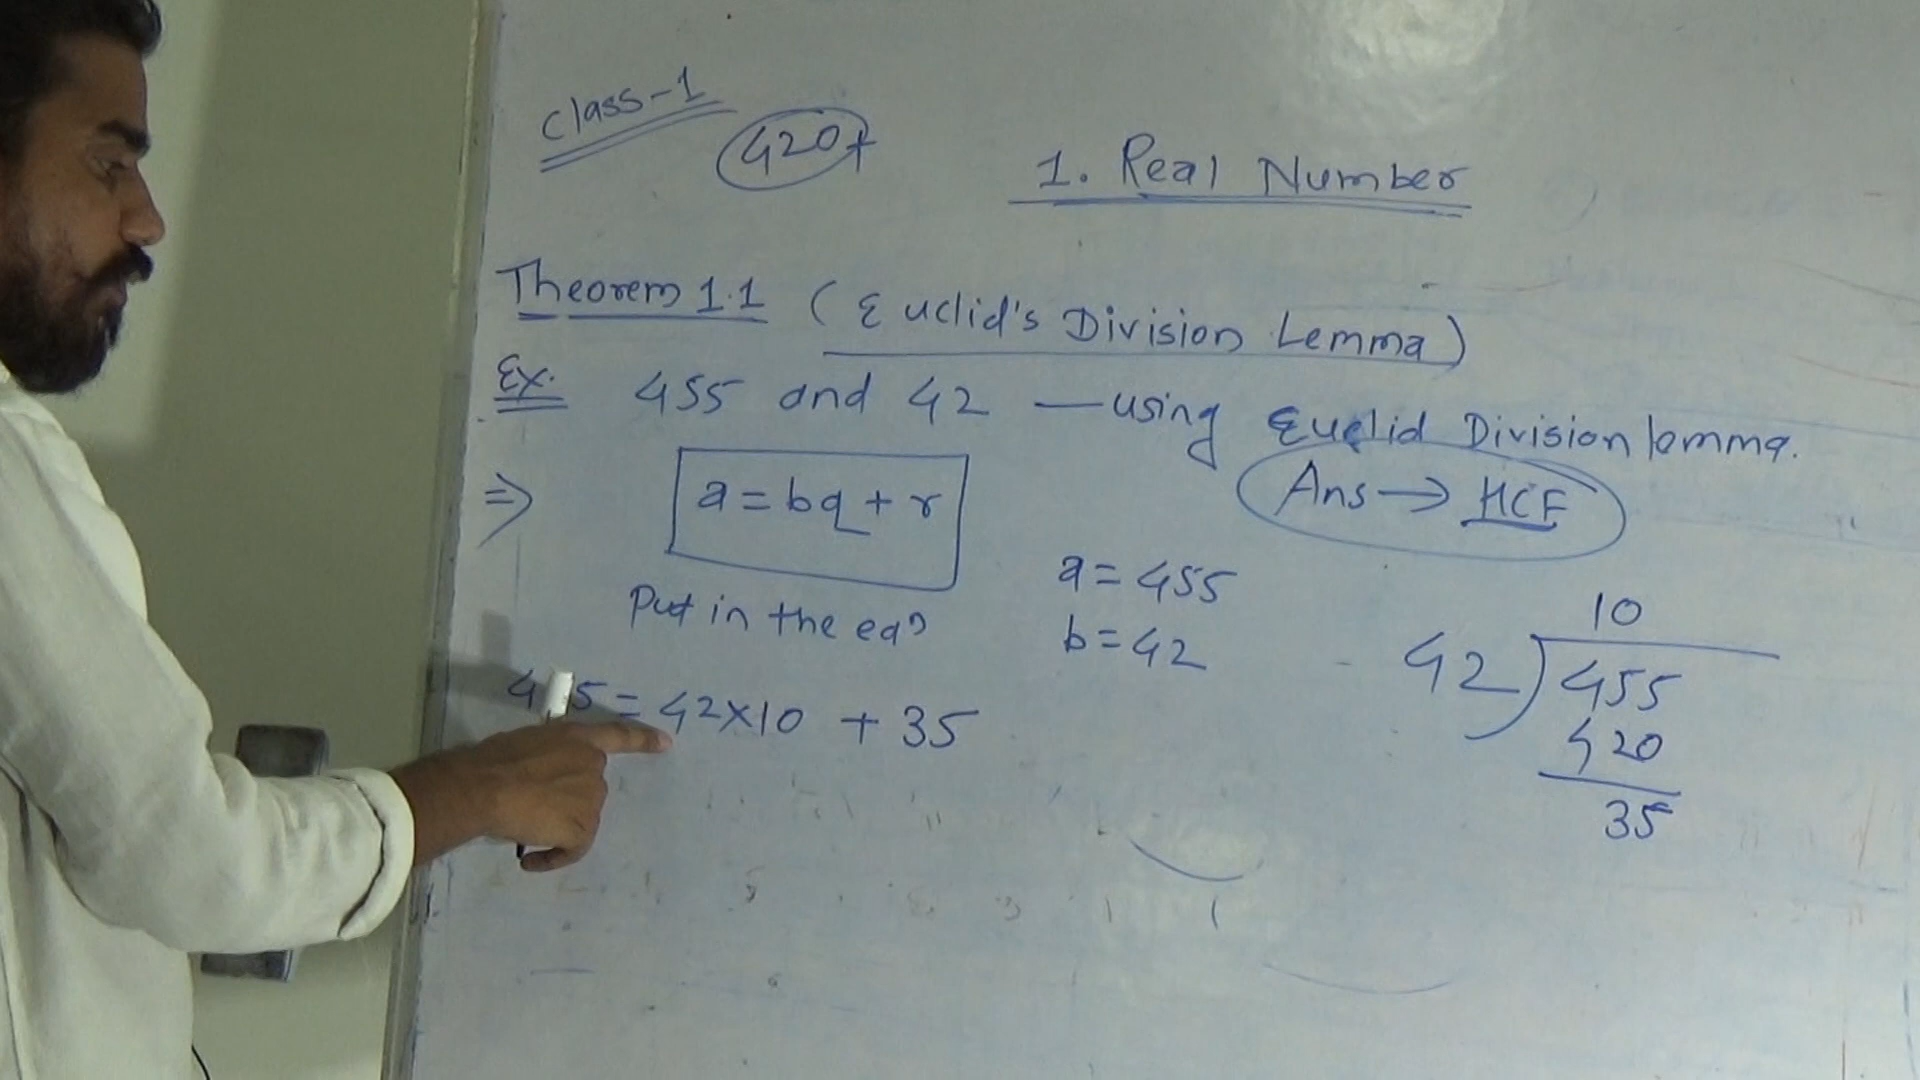 Class-1
420+
1. Real Number
Theorem 1.1 (Euclid's Division Lemma)
Ex. 455 and 42 — using Euclid Division lemma.
⇒ a = bq + r
Ans → HCF
Put in the eqn
a = 455
b = 42
455 = 42×10 + 35
10
42)455
420
35